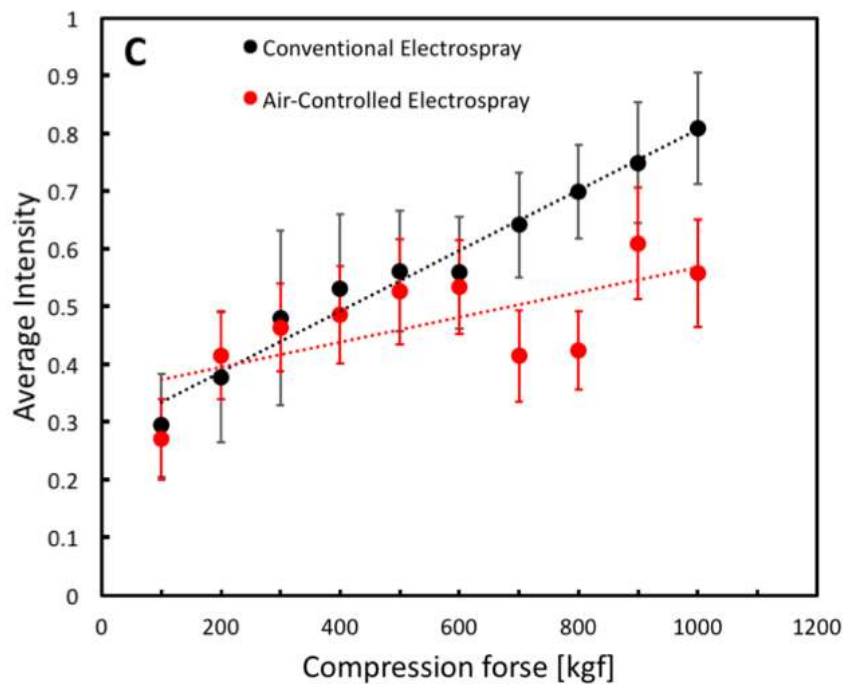 C
Conventional Electrospray
Air-Controlled Electrospray
Average Intensity
1
0.9
0.8
0.7
0.6
0.5
0.4
0.3
0.2
0.1
0
0 200 400 600 800 1000 1200
Compression forse [kgf]